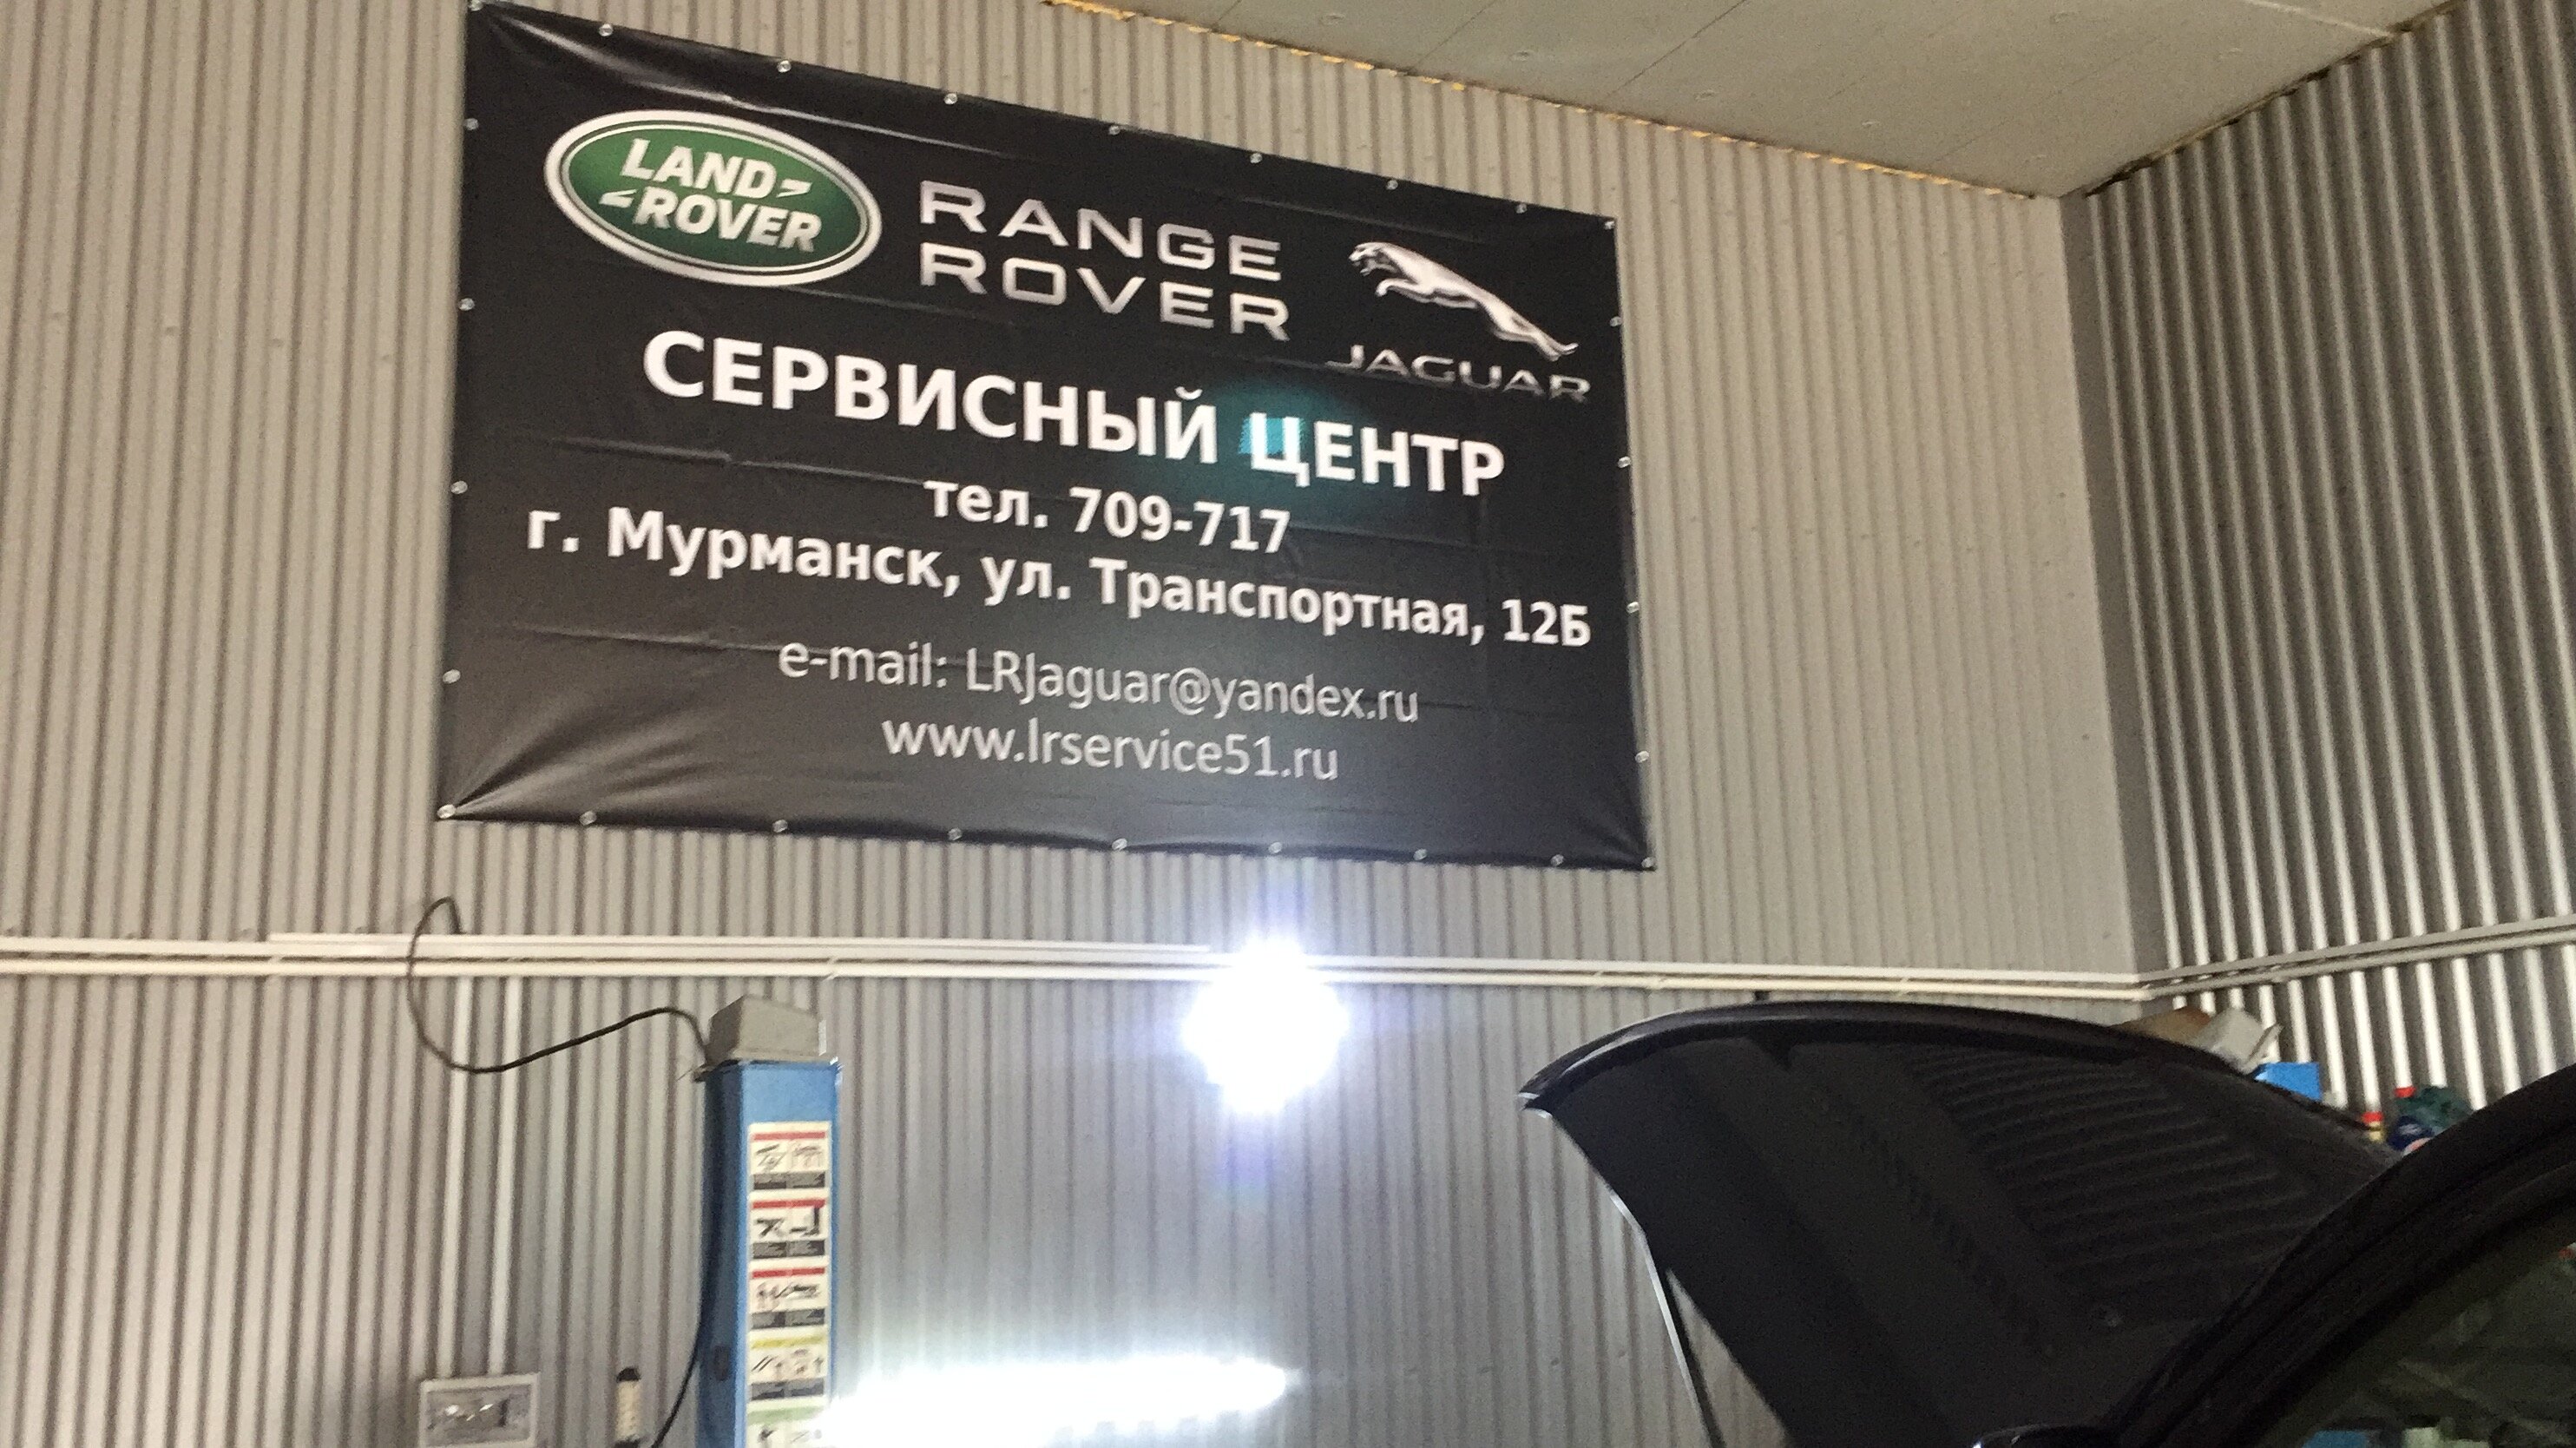 LAND
ROVER
RANGE
ROVER
JAGUAR
СЕРВИСНЫЙ ЦЕНТР
тел. 709-717
г. Мурманск, ул. Транспортная, 12Б
e-mail: LRJaguar@yandex.ru
www.lrservice51.ru